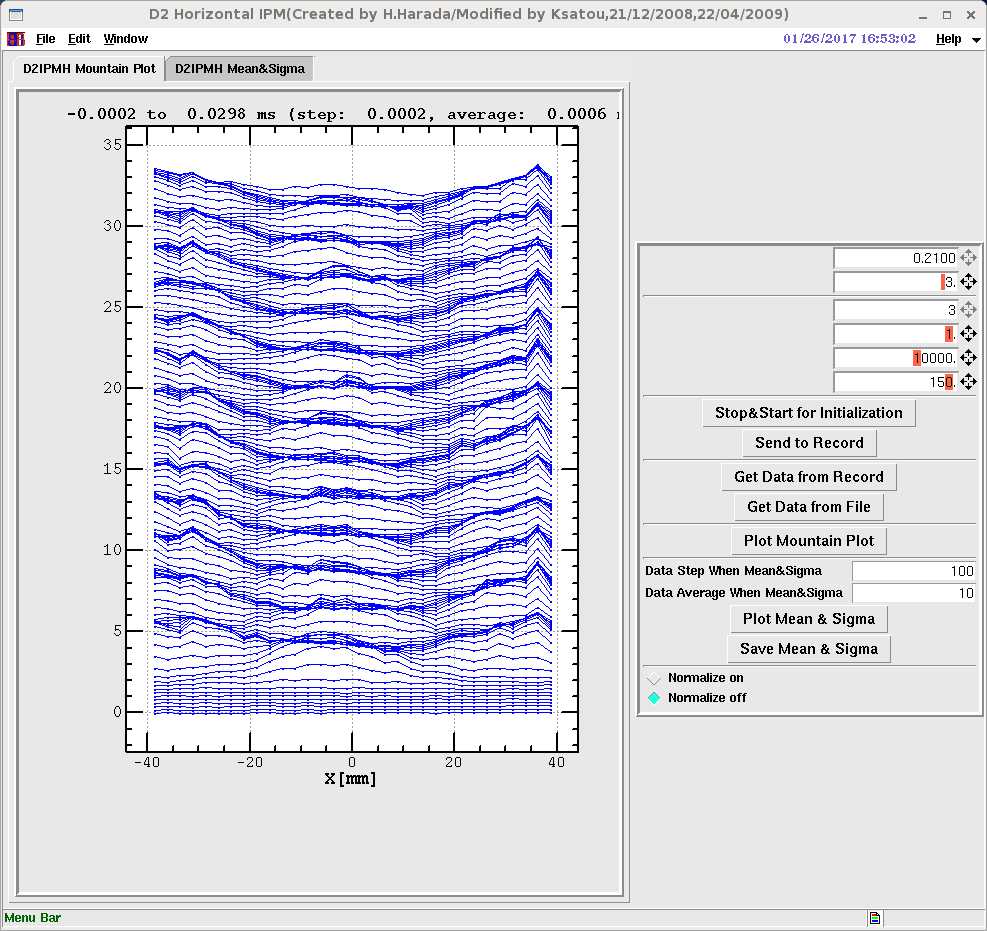 D2 Horizontal IPM(Created by H.Harada/Modified by Ksatou,21/12/2008,22/04/2009)
File Edit Window 01/26/2017 16:53:02 Help
D2IPMH Mountain Plot D2IPMH Mean&Sigma
-0.0002 to 0.0298 ms (step: 0.0002, average: 0.0006
35
30
25
20
15
10
5
0
-40 -20 0 20 40
X[mm]
0.2100
3.
3
1.
10000.
150.
Stop&Start for Initialization
Send to Record
Get Data from Record
Get Data from File
Plot Mountain Plot
Data Step When Mean&Sigma 100
Data Average When Mean&Sigma 10
Plot Mean & Sigma
Save Mean & Sigma
Normalize on
Normalize off
Menu Bar